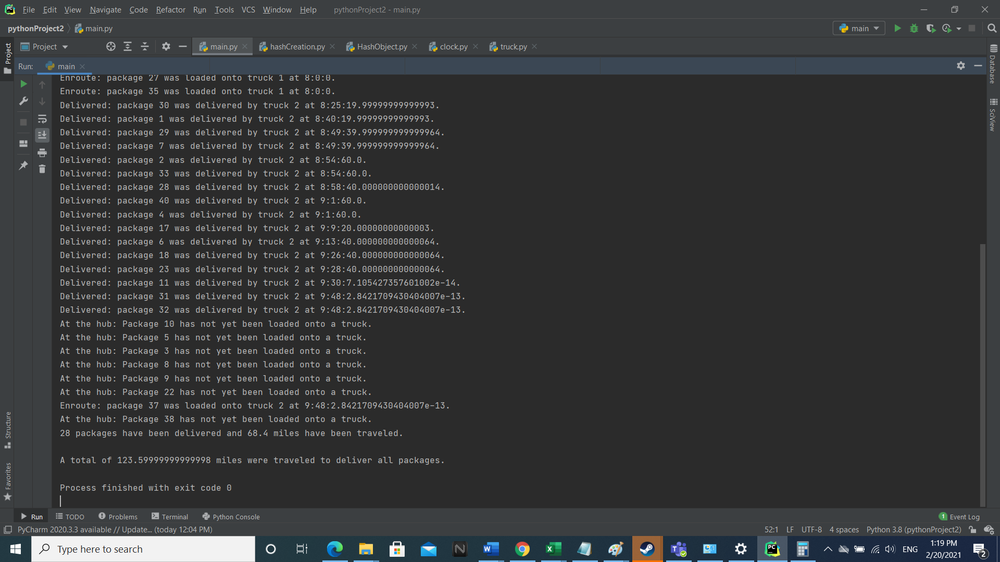 File Edit View Navigate Code Refactor Run Tools VCS Window Help pythonProject2 - main.py
pythonProject2 main.py main
Project main.py hashCreation.py HashObject.py clock.py truck.py
Project
Run: main
Database
SciView
Enroute: package 27 was loaded onto truck 1 at 8:0:0.
Enroute: package 35 was loaded onto truck 1 at 8:0:0.
Delivered: package 30 was delivered by truck 2 at 8:25:19.99999999999993.
Delivered: package 1 was delivered by truck 2 at 8:40:19.99999999999993.
Delivered: package 29 was delivered by truck 2 at 8:49:39.999999999999964.
Delivered: package 7 was delivered by truck 2 at 8:49:39.999999999999964.
Delivered: package 2 was delivered by truck 2 at 8:54:60.0.
Delivered: package 33 was delivered by truck 2 at 8:54:60.0.
Delivered: package 28 was delivered by truck 2 at 8:58:40.000000000000014.
Delivered: package 40 was delivered by truck 2 at 9:1:60.0.
Delivered: package 4 was delivered by truck 2 at 9:1:60.0.
Delivered: package 17 was delivered by truck 2 at 9:9:20.00000000000003.
Delivered: package 6 was delivered by truck 2 at 9:13:40.000000000000064.
Delivered: package 18 was delivered by truck 2 at 9:26:40.000000000000064.
Delivered: package 23 was delivered by truck 2 at 9:28:40.000000000000064.
Delivered: package 11 was delivered by truck 2 at 9:30:7.105427357601002e-14.
Delivered: package 31 was delivered by truck 2 at 9:48:2.8421709430404007e-13.
Delivered: package 32 was delivered by truck 2 at 9:48:2.8421709430404007e-13.
At the hub: Package 10 has not yet been loaded onto a truck.
At the hub: Package 5 has not yet been loaded onto a truck.
At the hub: Package 3 has not yet been loaded onto a truck.
At the hub: Package 8 has not yet been loaded onto a truck.
At the hub: Package 9 has not yet been loaded onto a truck.
At the hub: Package 22 has not yet been loaded onto a truck.
Enroute: package 37 was loaded onto truck 2 at 9:48:2.8421709430404007e-13.
At the hub: Package 38 has not yet been loaded onto a truck.
28 packages have been delivered and 68.4 miles have been traveled.
A total of 123.59999999999998 miles were traveled to deliver all packages.
Process finished with exit code 0
Structure
Favorites
Run TODO Problems Terminal Python Console 1 Event Log
PyCharm 2020.3.3 available // Update... (today 12:04 PM) 52:1 LF UTF-8 4 spaces Python 3.8 (pythonProject2)
Type here to search ENG 1:19 PM
2/20/2021 2